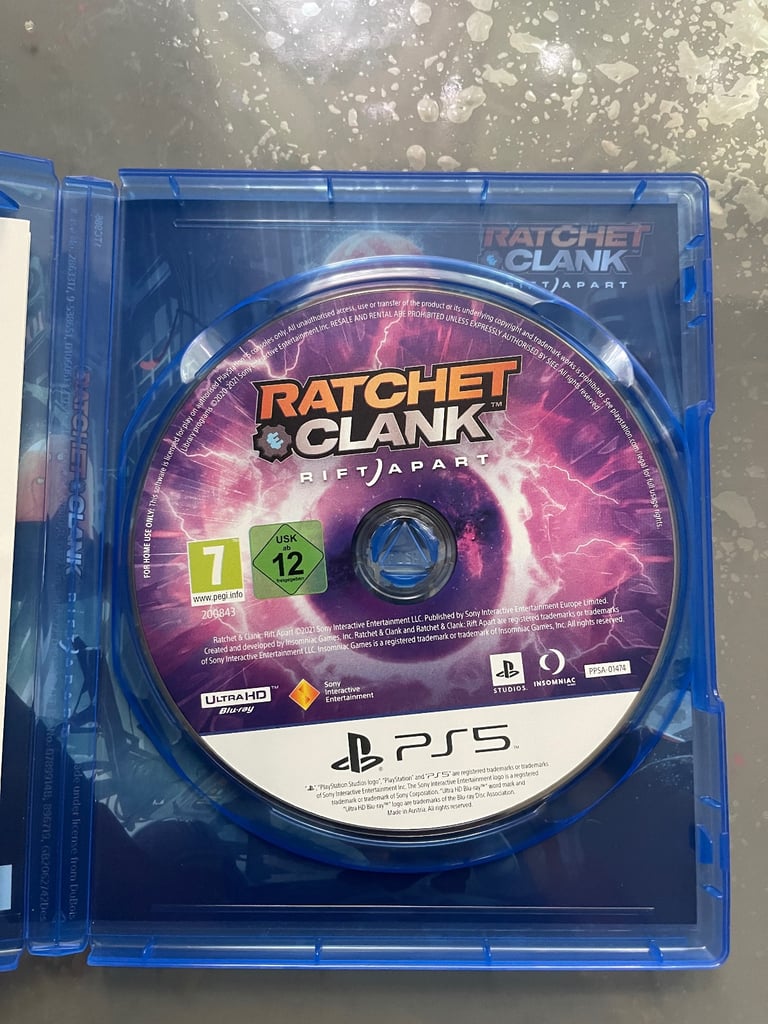 RATCHET
& CLANK
RIFT APART
FOR HOME USE ONLY: This software is licensed for play on authorised PlayStation®5 consoles only. All unauthorised access, use or transfer of the product or its underlying copyright and trademark works is prohibited. See playstation.com/legal for full usage rights.
Library programs ©2020-2021 Sony Interactive Entertainment Inc. RESALE AND RENTAL ARE PROHIBITED UNLESS EXPRESSLY AUTHORISED BY SIEE. All rights reserved.
RATCHET
& CLANK™
RIFT APART
7
www.pegi.info
USK
ab
12
freigegeben
200843
Ratchet & Clank: Rift Apart ©2021 Sony Interactive Entertainment LLC. Published by Sony Interactive Entertainment Europe Limited.
Created and developed by Insomniac Games, Inc. Ratchet & Clank and Ratchet & Clank: Rift Apart are registered trademarks or trademarks
of Sony Interactive Entertainment LLC. Insomniac Games is a registered trademark or trademark of Insomniac Games, Inc. All rights reserved.
ULTRA HD™
Blu-ray
Sony
Interactive
Entertainment
STUDIOS
INSOMNIAC
PPSA-01474
PS5™
"PlayStation Studios logo", "PlayStation" and "PS5" are registered trademarks or trademarks
of Sony Interactive Entertainment Inc. The Sony Interactive Entertainment logo is a registered
trademark or trademark of Sony Corporation. "Ultra HD Blu-ray™" word mark and
"Ultra HD Blu-ray™" logo are trademarks of the Blu-ray Disc Association.
Made in Austria. All rights reserved.
RATCHET & CLANK